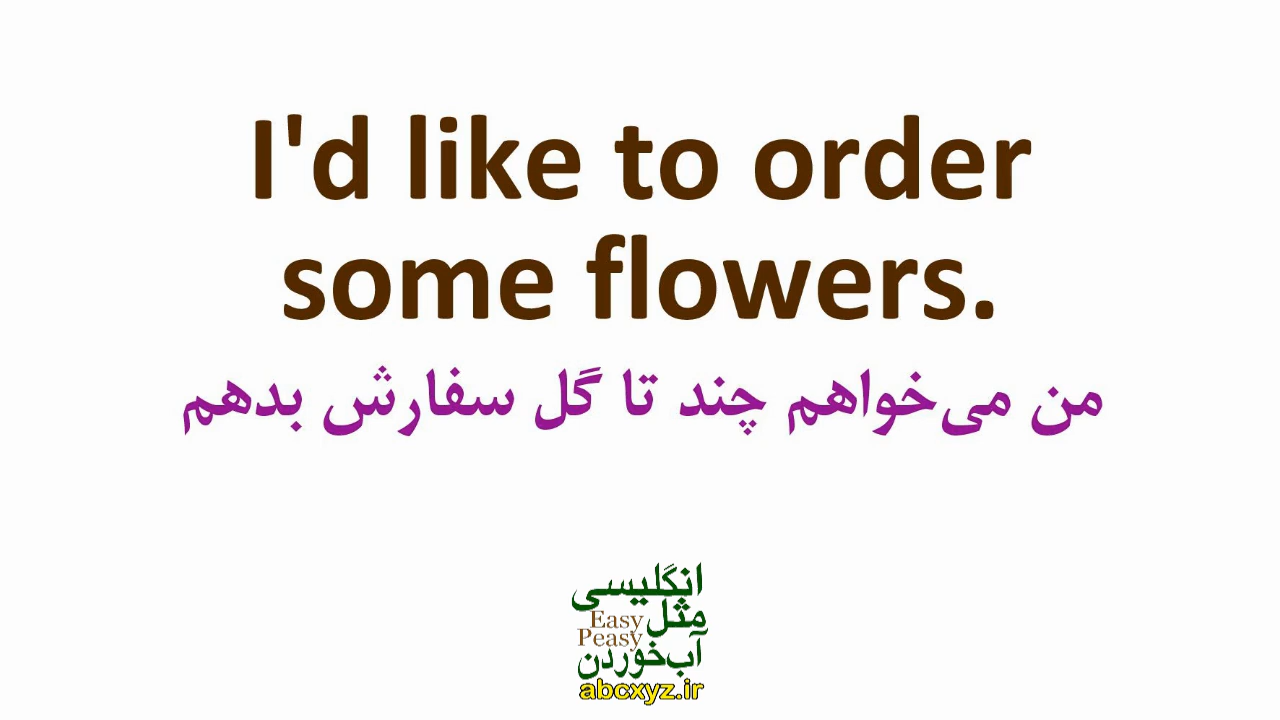 I'd like to order
some flowers.
من می‌خواهم چند تا گل سفارش بدهم
انگلیسی
مثل
Easy
Peasy
آب‌خوردن
abcxyz.ir